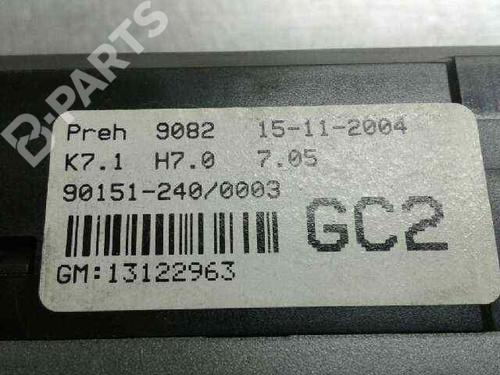 B-PARTS
Preh 9082 15-11-2004
K7.1 H7.0 7.05
90151-240/0003
GC2
GM:13122963